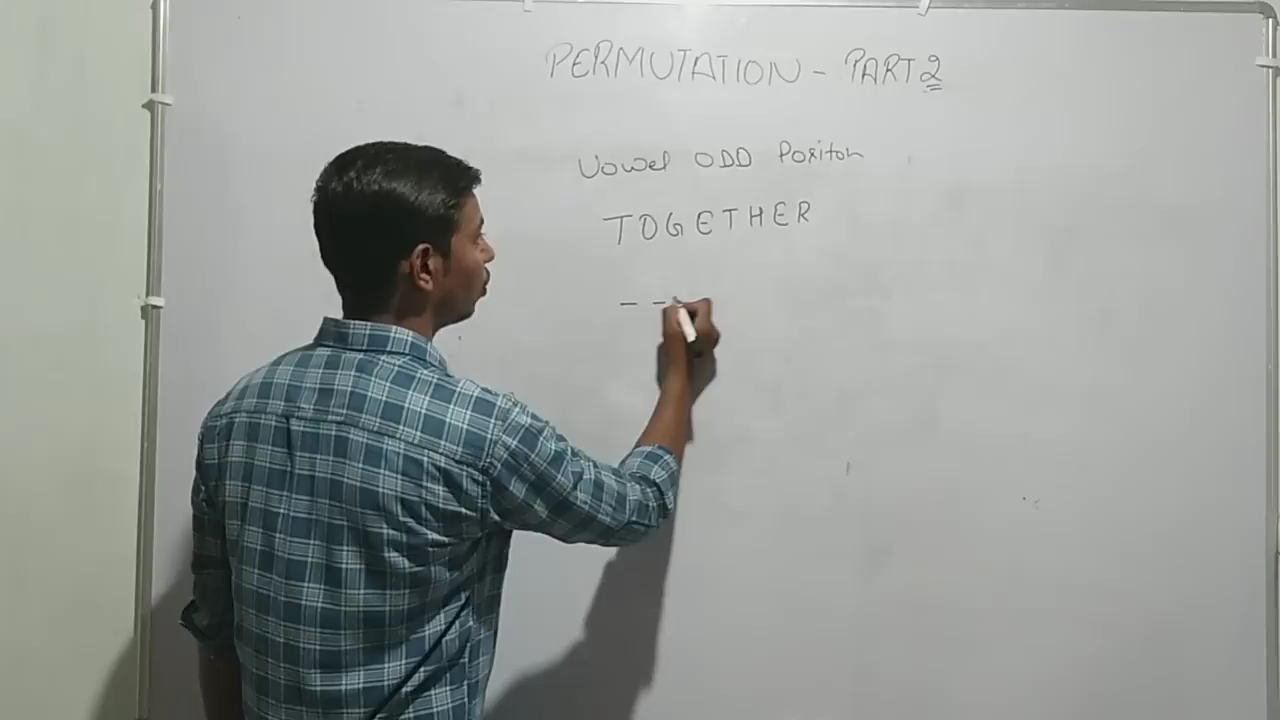 PERMUTATION - PART 2
Vowel ODD Position
TOGETHER
_ _